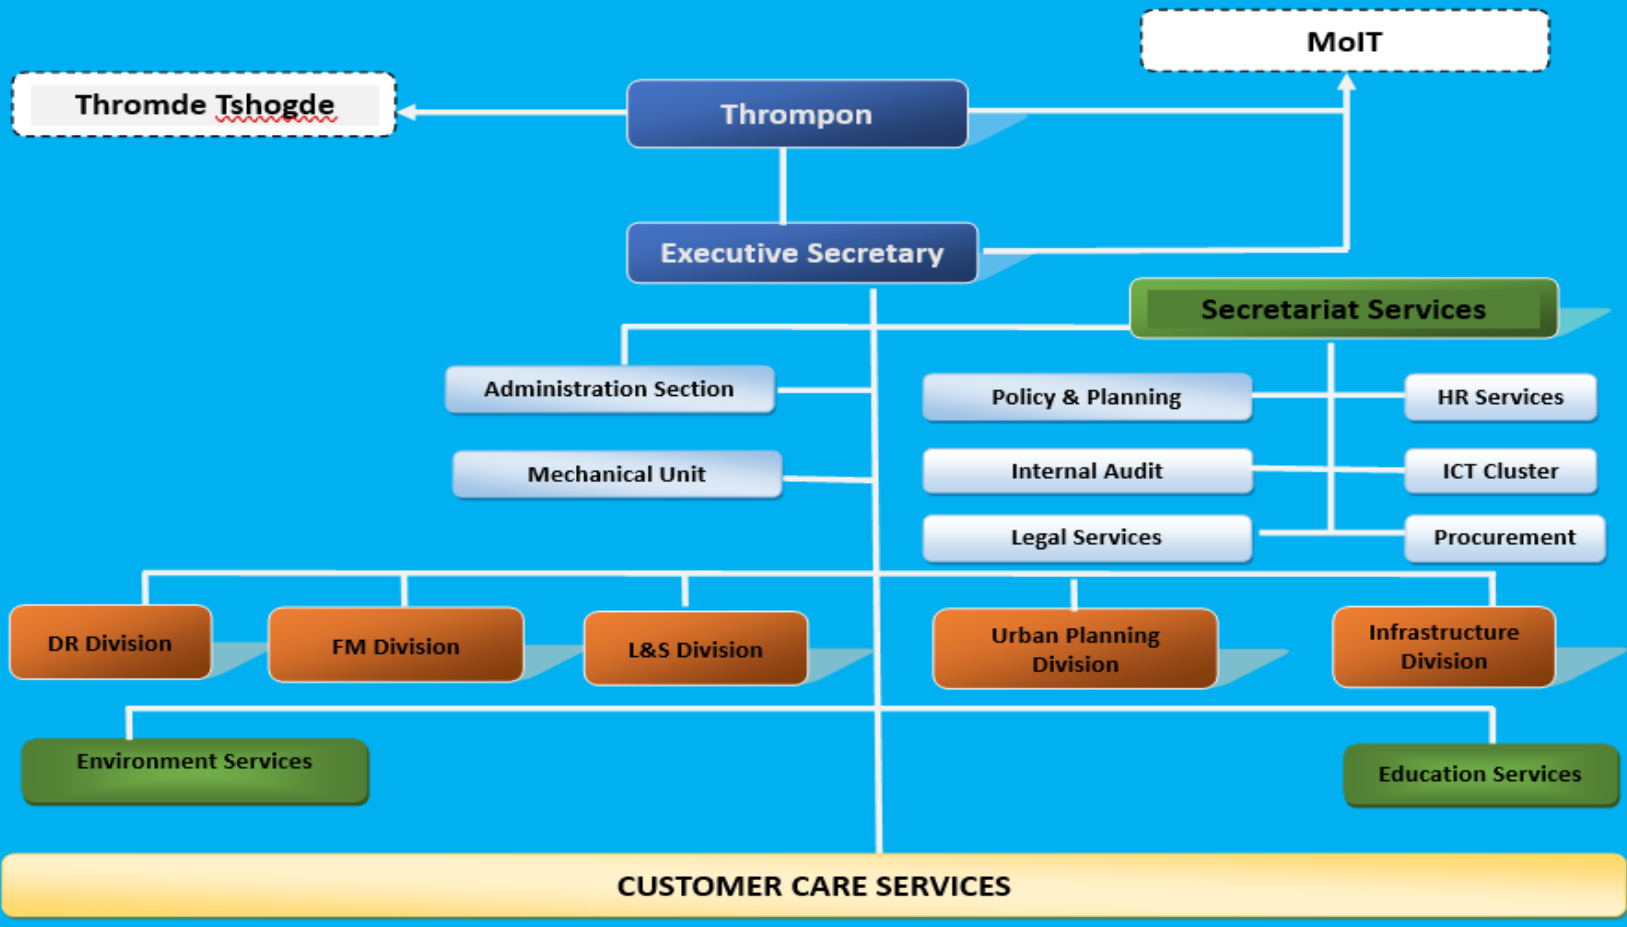 MoIT
Thromde Tshogde
Thrompon
Executive Secretary
Secretariat Services
Administration Section
Policy & Planning
HR Services
Mechanical Unit
Internal Audit
ICT Cluster
Legal Services
Procurement
DR Division
FM Division
L&S Division
Urban Planning
Division
Infrastructure
Division
Environment Services
Education Services
CUSTOMER CARE SERVICES